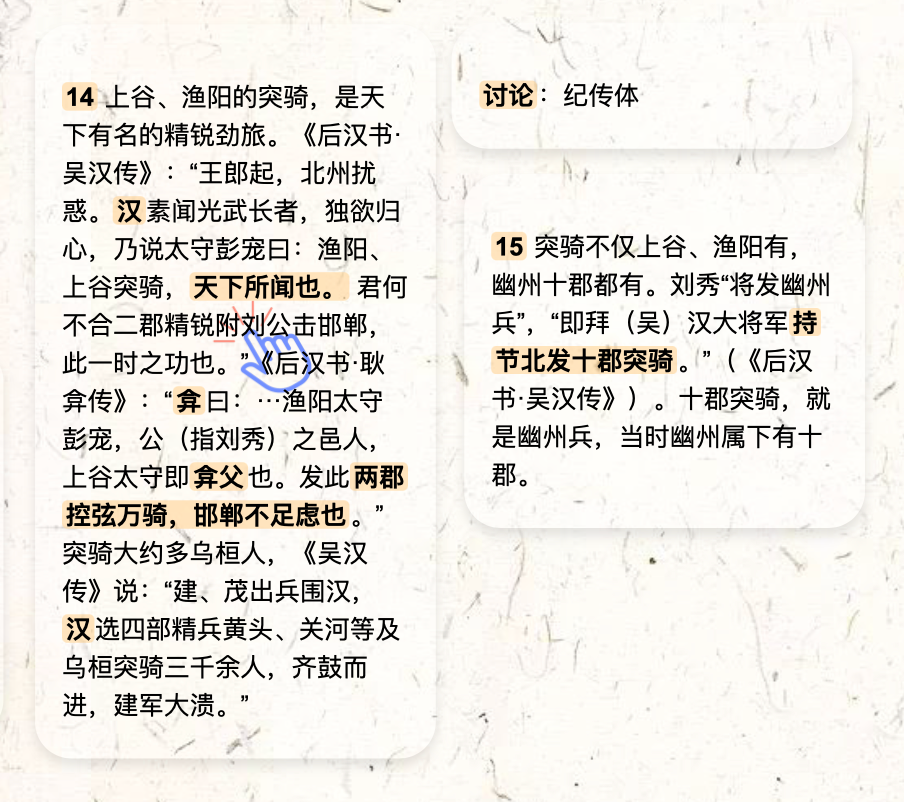 14 上谷、渔阳的突骑，是天
下有名的精锐劲旅。《后汉书·
吴汉传》：“王郎起，北州扰
惑。汉素闻光武长者，独欲归
心，乃说太守彭宠曰：渔阳、
上谷突骑，天下所闻也。君何
不合二郡精锐附刘公击邯郸，
此一时之功也。”《后汉书·耿
弇传》：“弇曰：…渔阳太守
彭宠，公（指刘秀）之邑人，
上谷太守即弇父也。发此两郡
控弦万骑，邯郸不足虑也。”
突骑大约多乌桓人，《吴汉
传》说：“建、茂出兵围汉，
汉选四部精兵黄头、关河等及
乌桓突骑三千余人，齐鼓而
进，建军大溃。”
讨论：纪传体
15 突骑不仅上谷、渔阳有，
幽州十郡都有。刘秀“将发幽州
兵”，“即拜（吴）汉大将军持
节北发十郡突骑。”（《后汉
书·吴汉传》）。十郡突骑，就
是幽州兵，当时幽州属下有十
郡。